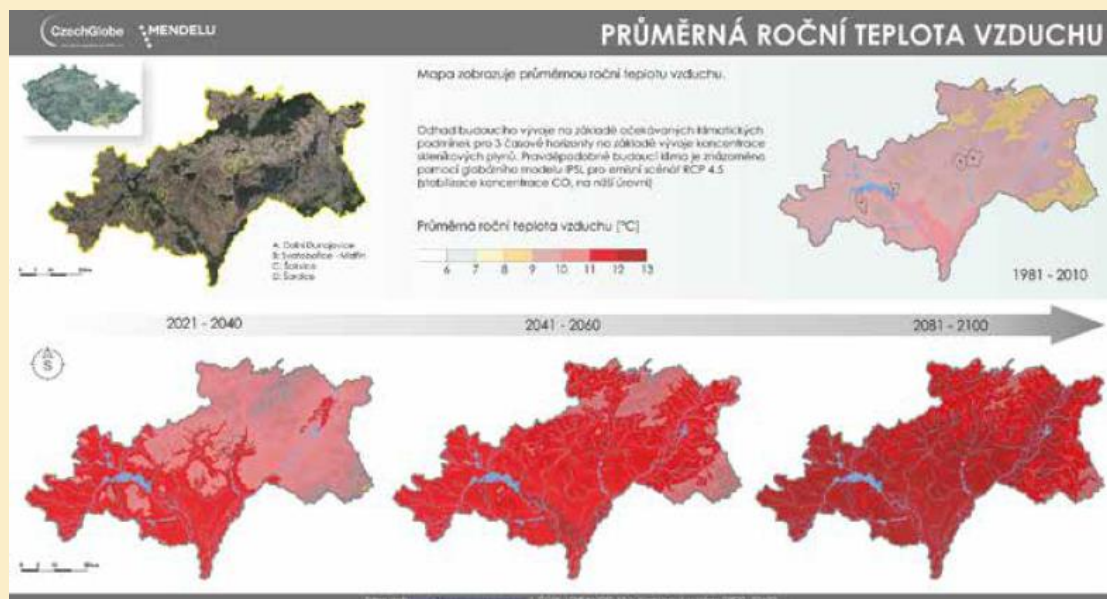 CzechGlobe
MENDELU
PRŮMĚRNÁ ROČNÍ TEPLOTA VZDUCHU
Mapa zobrazuje průměrnou roční teplotu vzduchu.
Odhad budoucího vývoje na základě očekávaných klimatických
podmínek pro 3 časové horizonty na základě vývoje koncentrace
skleníkových plynů. Pravděpodobné budoucí klima je znázorněno
pomocí globárního modelu IPSL pro emisní scénář RCP 4.5
(stabilizace koncentrace CO₂ na nižší úrovni)
Průměrná roční teplota vzduchu [°C]
6 7 8 9 10 11 12 13
A: Dolní Dunajovice
B: Svatobořice - Mistřín
C: Šakvice
D: Šardice
1981 - 2010
2021 - 2040
2041 - 2060
2081 - 2100
S